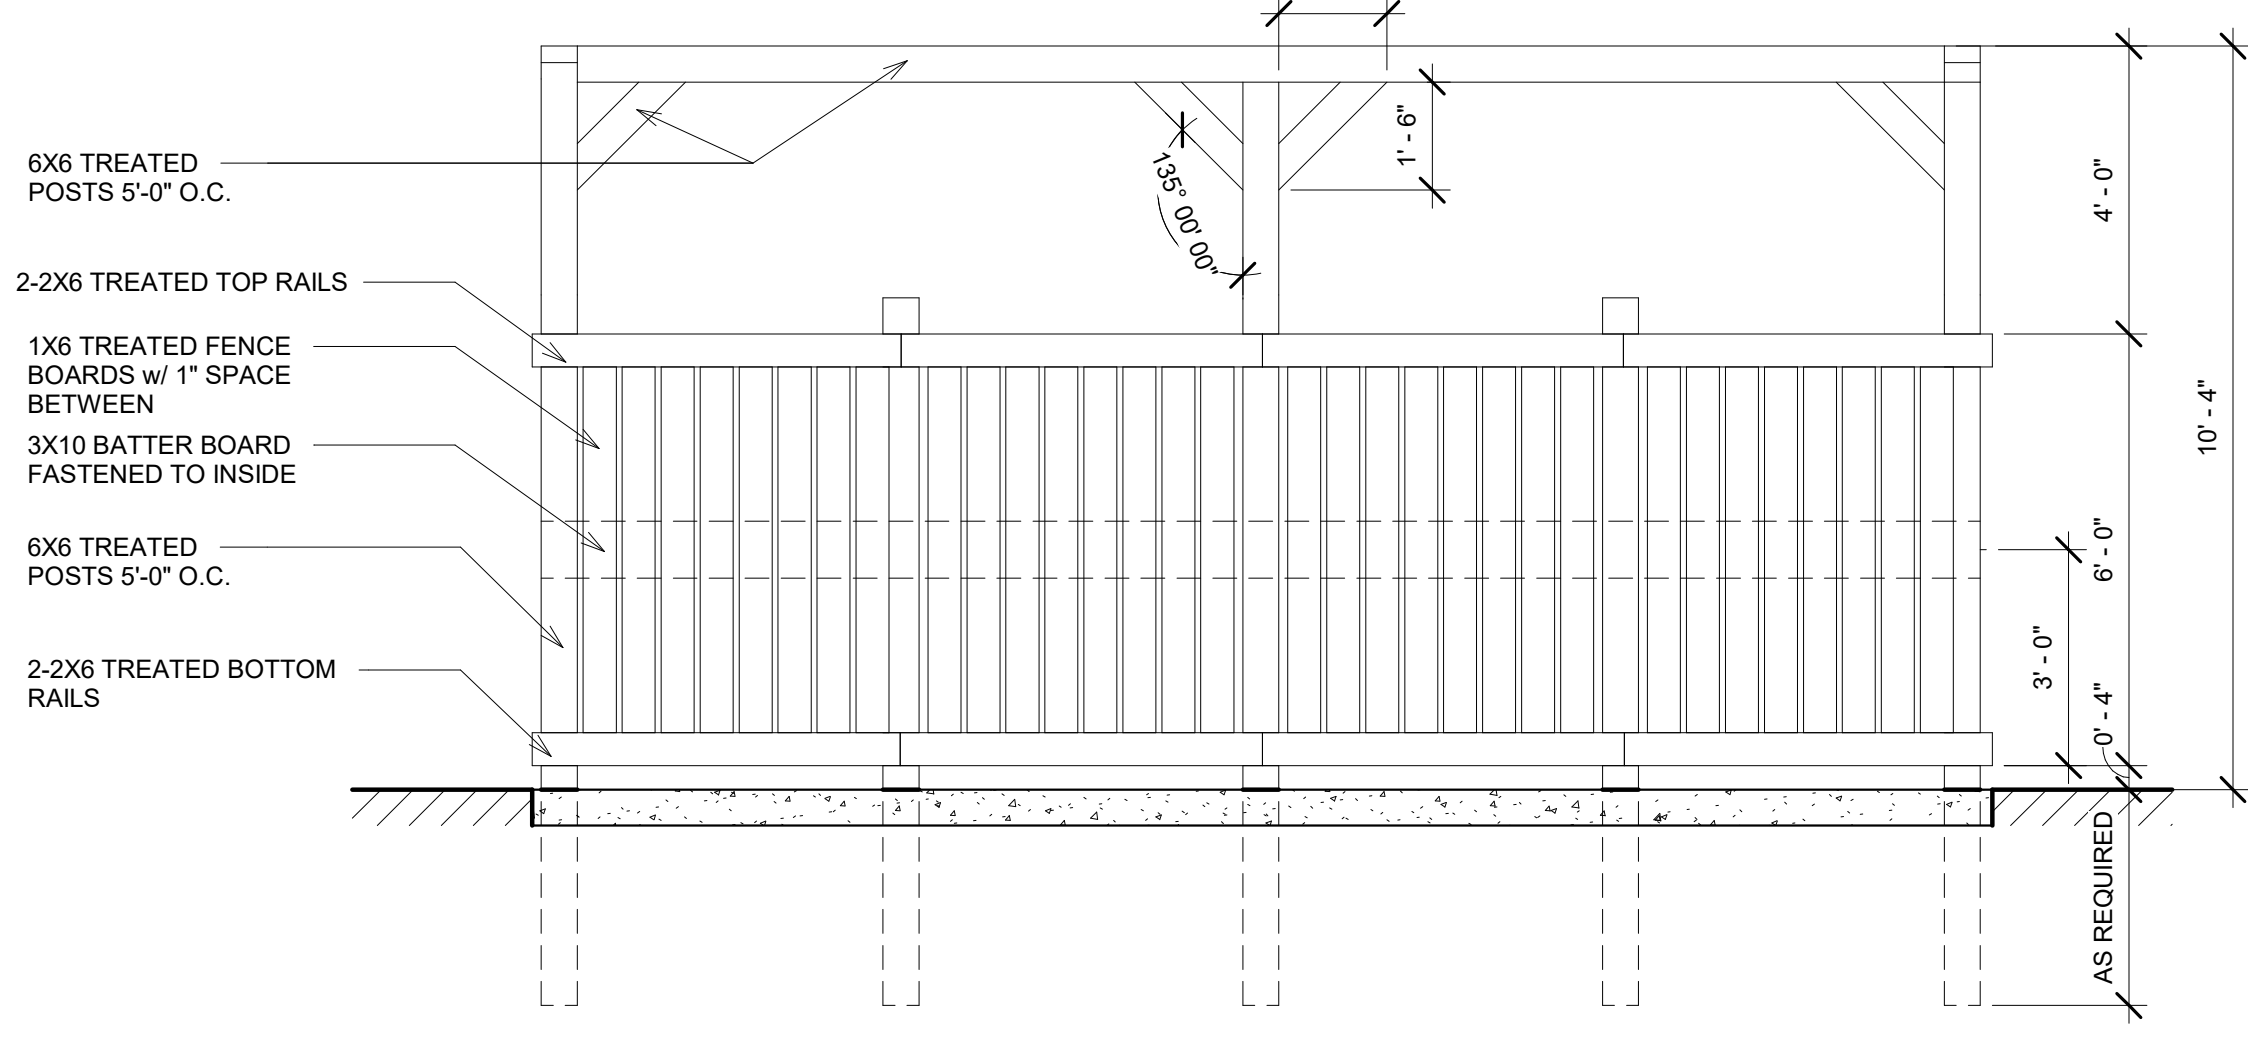 6X6 TREATED
POSTS 5'-0" O.C.
2-2X6 TREATED TOP RAILS
1X6 TREATED FENCE
BOARDS w/ 1" SPACE
BETWEEN
3X10 BATTER BOARD
FASTENED TO INSIDE
6X6 TREATED
POSTS 5'-0" O.C.
2-2X6 TREATED BOTTOM
RAILS
135° 00' 00"
1' - 6"
4' - 0"
10' - 4"
6' - 0"
3' - 0"
0' - 4"
AS REQUIRED